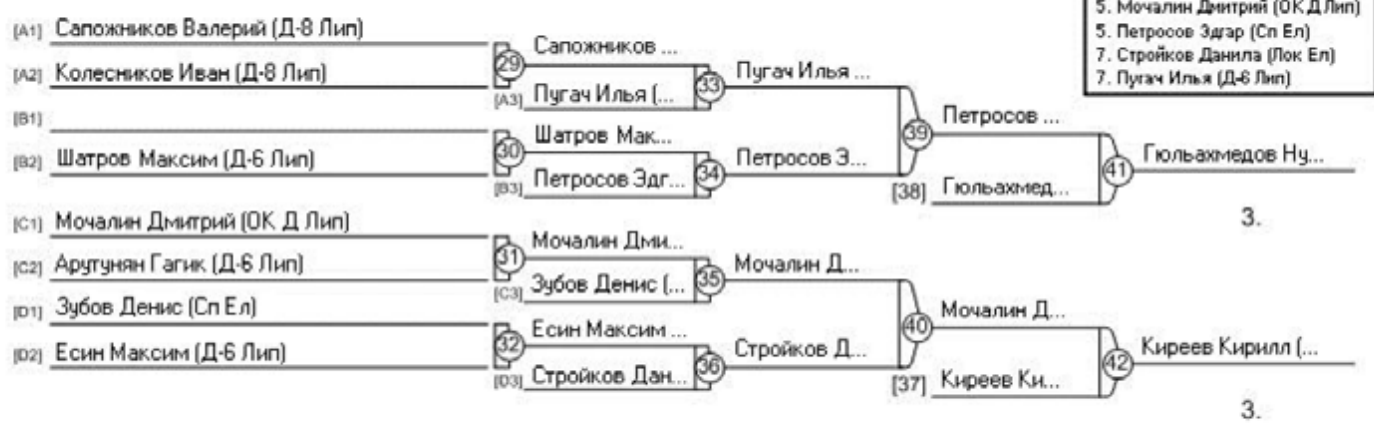 5. Мочалин Дмитрий (ОК Д Лип)
5. Петросов Эдгар (Сп Ел)
7. Стройков Данила (Лок Ел)
7. Пугач Илья (Д-6 Лип)
[A1] Сапожников Валерий (Д-8 Лип)
[A2] Колесников Иван (Д-8 Лип)
29
Сапожников ...
[A3] Пугач Илья (...
33
Пугач Илья ...
[B1]
[B2] Шатров Максим (Д-6 Лип)
30
Шатров Мак...
[B3] Петросов Эдг...
34
Петросов Э...
39
Петросов ...
[38] Гюльахмед...
41
Гюльахмедов Ну...
3.
[C1] Мочалин Дмитрий (ОК Д Лип)
[C2] Арутунян Гагик (Д-6 Лип)
31
Мочалин Дми...
[C3] Зубов Денис (...
35
Мочалин Д...
[D1] Зубов Денис (Сп Ел)
[D2] Есин Максим (Д-6 Лип)
32
Есин Максим ...
[D3] Стройков Дан...
36
Стройков Д...
40
Мочалин Д...
[37] Киреев Ки...
42
Киреев Кирилл (...
3.